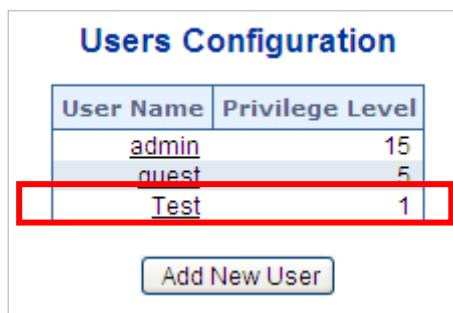 Users Configuration
User Name Privilege Level
admin 15
guest 5
Test 1
Add New User